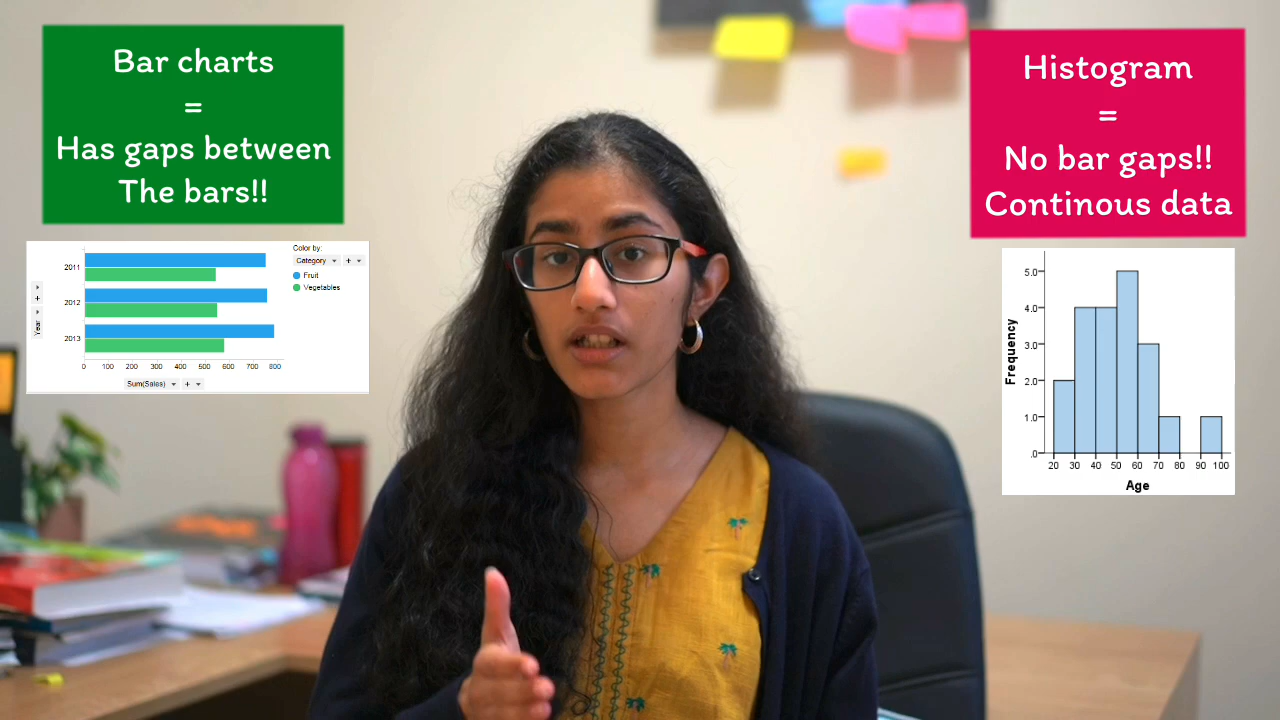 Bar charts
=
Has gaps between
The bars!!
Histogram
=
No bar gaps!!
Continous data
Color by:
Category
Fruit
Vegetables
2011
2012
2013
Year
0 100 200 300 400 500 600 700 800
Sum(Sales)
5.0
4.0
3.0
2.0
1.0
.0
Frequency
20 30 40 50 60 70 80 90 100
Age